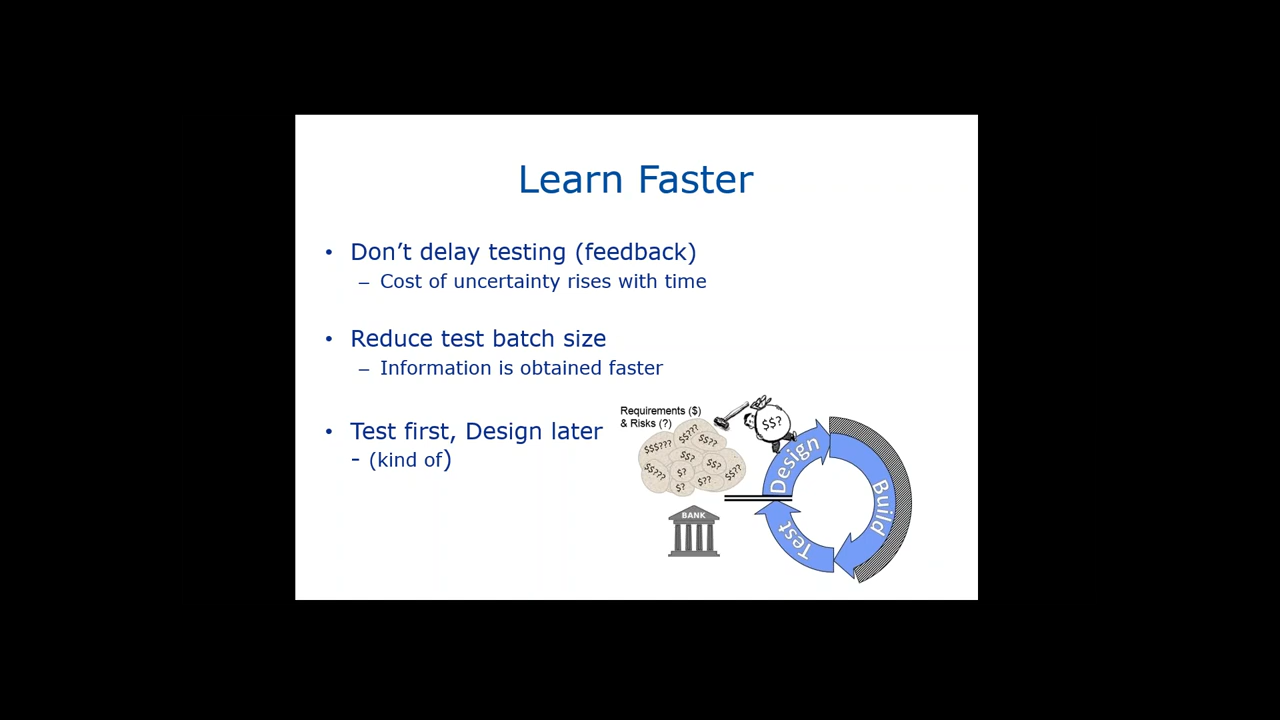 Learn Faster
• Don’t delay testing (feedback)
– Cost of uncertainty rises with time
• Reduce test batch size
– Information is obtained faster
• Test first, Design later
- (kind of)
Requirements ($)
& Risks (?)
$$?
$$???
$$$???
$$??
$$?
$$?
$$???
$?
$$??
$??
$?
BANK
Design
Build
Test